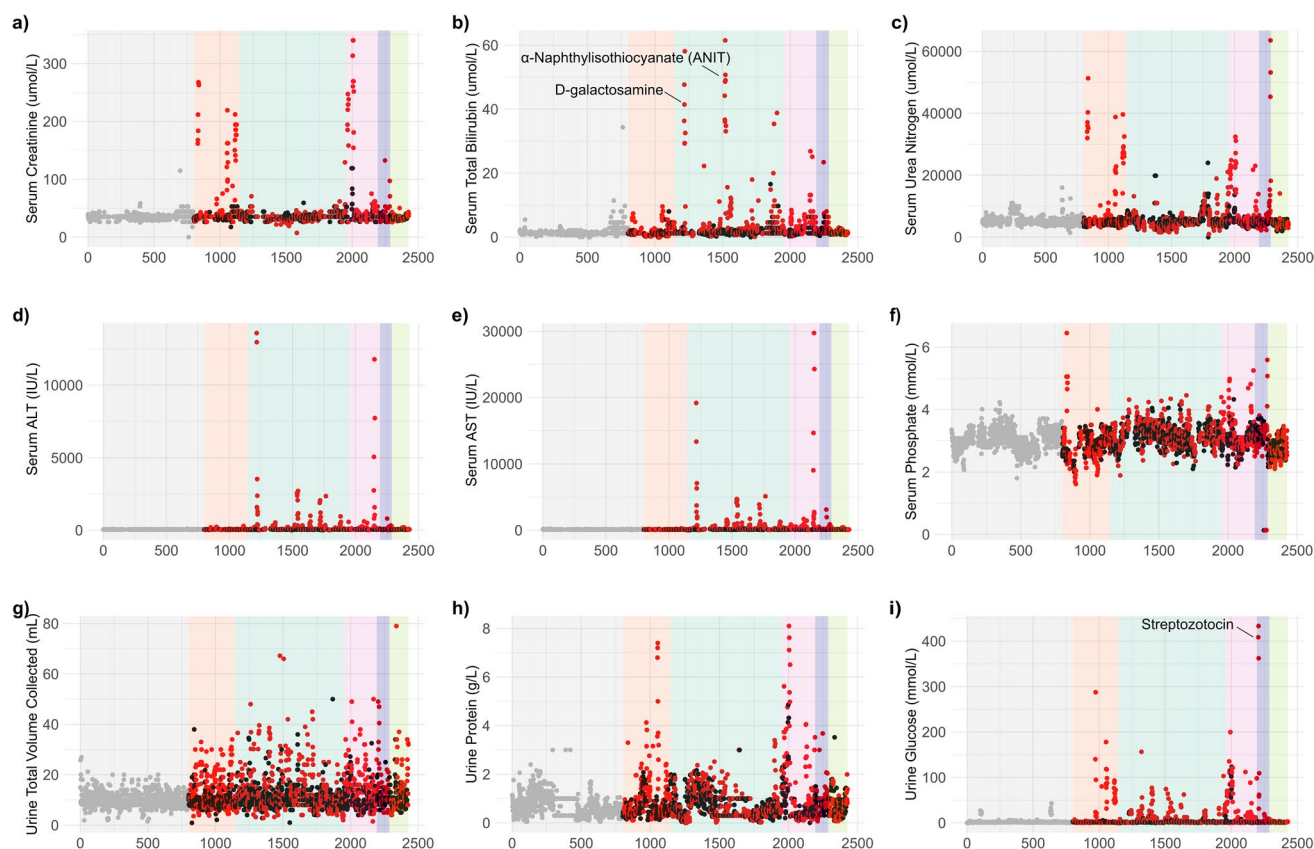 a)
Serum Creatinine (umol/L)
300
200
100
0
0 500 1000 1500 2000 2500
b)
Serum Total Bilirubin (umol/L)
60
40
20
0
α-Naphthylisothiocyanate (ANIT)
D-galactosamine
0 500 1000 1500 2000 2500
c)
Serum Urea Nitrogen (umol/L)
60000
40000
20000
0
0 500 1000 1500 2000 2500
d)
Serum ALT (IU/L)
10000
5000
0
0 500 1000 1500 2000 2500
e)
Serum AST (IU/L)
30000
20000
10000
0
0 500 1000 1500 2000 2500
f)
Serum Phosphate (mmol/L)
6
4
2
0
0 500 1000 1500 2000 2500
g)
Urine Total Volume Collected (mL)
80
60
40
20
0
0 500 1000 1500 2000 2500
h)
Urine Protein (g/L)
8
6
4
2
0
0 500 1000 1500 2000 2500
i)
Urine Glucose (mmol/L)
400
300
200
100
0
Streptozotocin
0 500 1000 1500 2000 2500